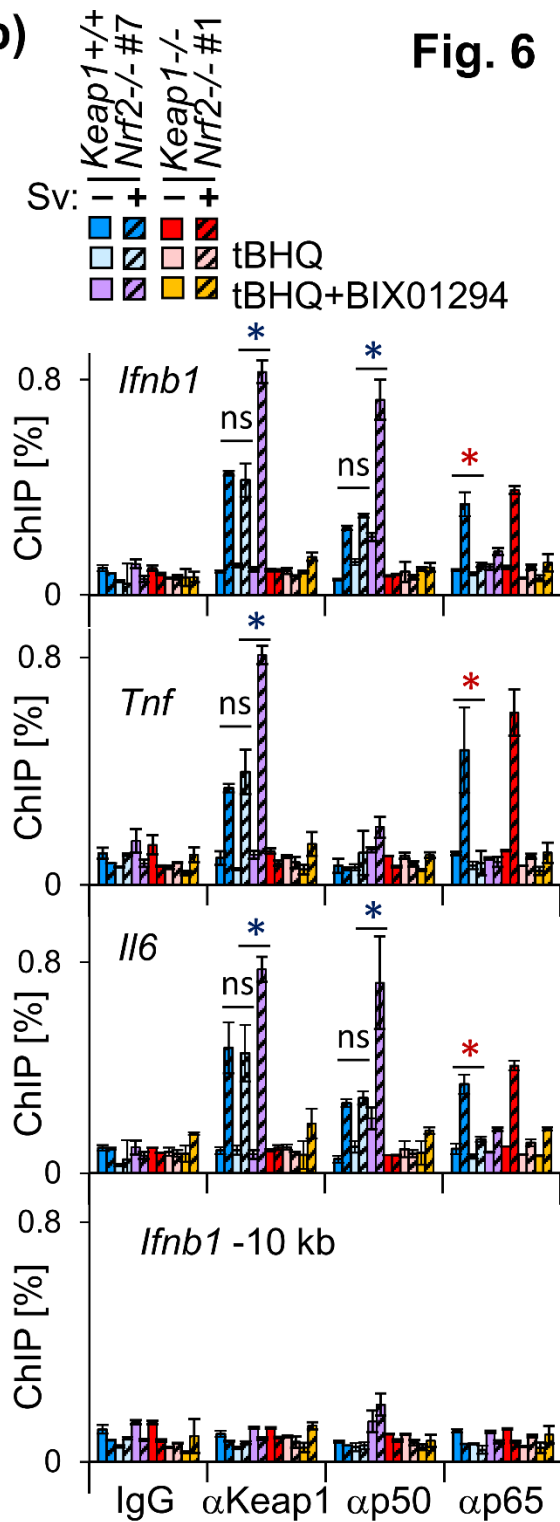 b)
Fig. 6
Keap1+/+
Nrf2-/- #7
Keap1-/-
Nrf2-/- #1
Sv: – + – +
tBHQ
tBHQ+BIX01294
Ifnb1
ChIP [%]
0.8
0
ns
*
ns
*
*
Tnf
ChIP [%]
0.8
0
ns
*
*
Il6
ChIP [%]
0.8
0
ns
*
ns
*
*
Ifnb1 -10 kb
ChIP [%]
0.8
0
IgG αKeap1 αp50 αp65